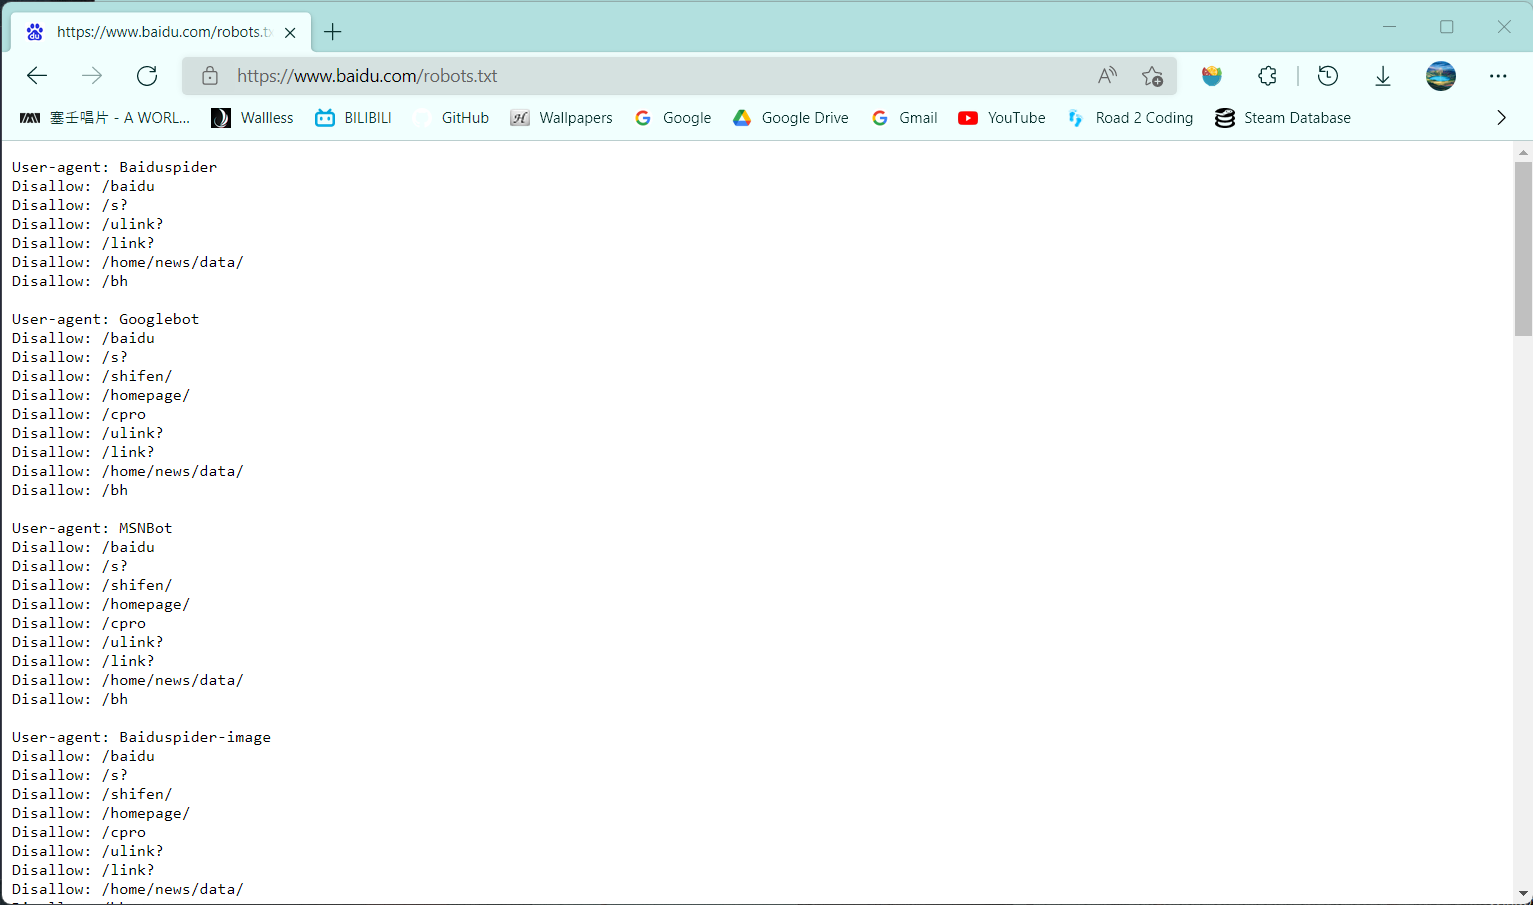 https://www.baidu.com/robots.tx
https://www.baidu.com/robots.txt
塞壬唱片 - A WORL... Wallless BILIBILI GitHub Wallpapers Google Google Drive Gmail YouTube Road 2 Coding Steam Database
User-agent: Baiduspider
Disallow: /baidu
Disallow: /s?
Disallow: /ulink?
Disallow: /link?
Disallow: /home/news/data/
Disallow: /bh
User-agent: Googlebot
Disallow: /baidu
Disallow: /s?
Disallow: /shifen/
Disallow: /homepage/
Disallow: /cpro
Disallow: /ulink?
Disallow: /link?
Disallow: /home/news/data/
Disallow: /bh
User-agent: MSNBot
Disallow: /baidu
Disallow: /s?
Disallow: /shifen/
Disallow: /homepage/
Disallow: /cpro
Disallow: /ulink?
Disallow: /link?
Disallow: /home/news/data/
Disallow: /bh
User-agent: Baiduspider-image
Disallow: /baidu
Disallow: /s?
Disallow: /shifen/
Disallow: /homepage/
Disallow: /cpro
Disallow: /ulink?
Disallow: /link?
Disallow: /home/news/data/